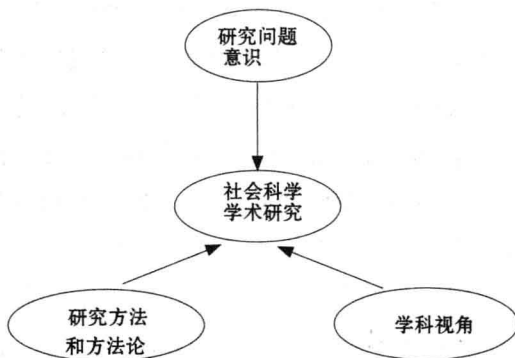 研究问题
意识
社会科学
学术研究
研究方法
和方法论
学科视角